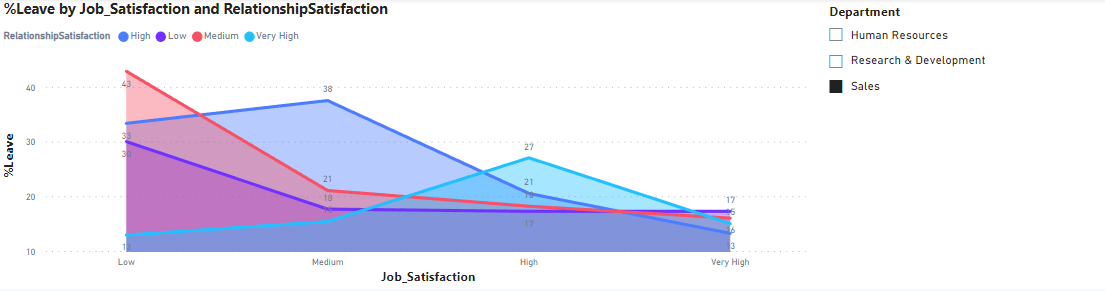 %Leave by Job_Satisfaction and RelationshipSatisfaction
RelationshipSatisfaction High Low Medium Very High
%Leave
40
30
20
10
43
33
30
13
38
21
18
27
21
17
17
16
13
Low Medium High Very High
Job_Satisfaction
Department
Human Resources
Research & Development
Sales